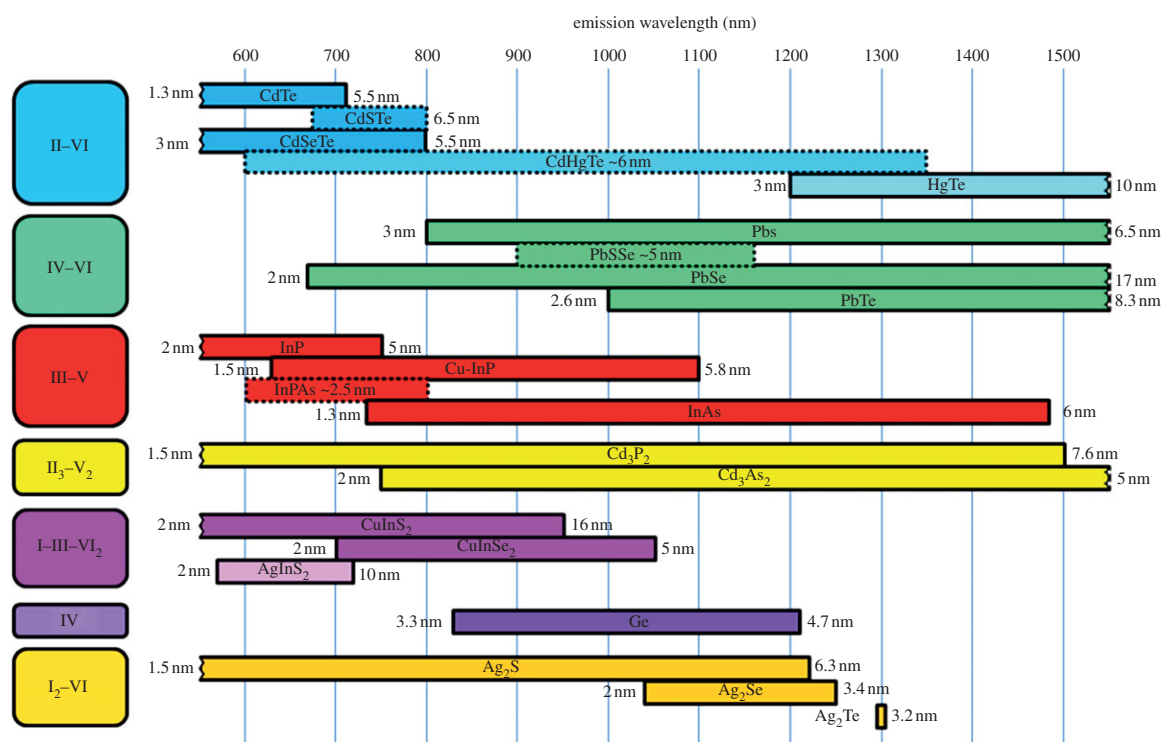 emission wavelength (nm)
600 700 800 900 1000 1100 1200 1300 1400 1500
II–VI
1.3 nm CdTe 5.5 nm
CdSTe 6.5 nm
3 nm CdSeTe 5.5 nm
CdHgTe ~6 nm
3 nm HgTe 10 nm
IV–VI
3 nm Pbs 6.5 nm
PbSSe ~5 nm
2 nm PbSe 17 nm
2.6 nm PbTe 8.3 nm
III–V
2 nm InP 5 nm
1.5 nm Cu-InP 5.8 nm
InPAs ~2.5 nm
1.3 nm InAs 6 nm
II₃–V₂
1.5 nm Cd₃P₂ 7.6 nm
2 nm Cd₃As₂ 5 nm
I–III–VI₂
2 nm CuInS₂ 16 nm
2 nm CuInSe₂ 5 nm
2 nm AgInS₂ 10 nm
IV
3.3 nm Ge 4.7 nm
I₂–VI
1.5 nm Ag₂S 6.3 nm
2 nm Ag₂Se 3.4 nm
Ag₂Te 3.2 nm